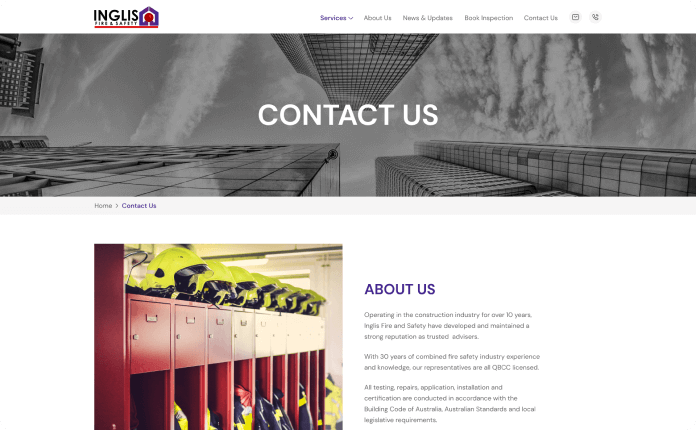 INGLIS
FIRE & SAFETY
Services
About Us
News & Updates
Book Inspection
Contact Us
CONTACT US
Home > Contact Us
ABOUT US
Operating in the construction industry for over 10 years,
Inglis Fire and Safety have developed and maintained a
strong reputation as trusted advisers.
With 30 years of combined fire safety industry experience
and knowledge, our representatives are all QBCC licensed.
All testing, repairs, application, installation and
certification are conducted in accordance with the
Building Code of Australia, Australian Standards and local
legislative requirements.